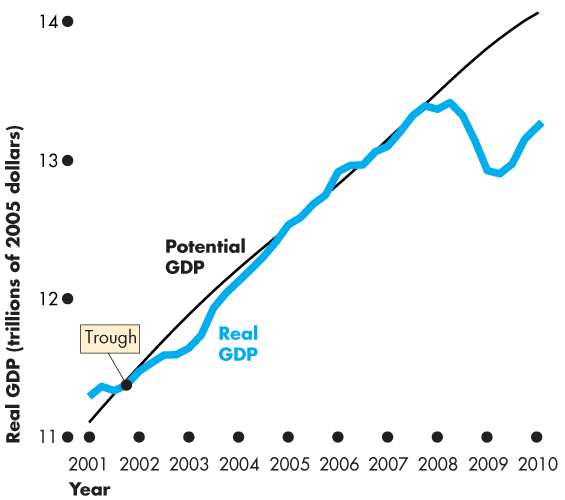 Real GDP (trillions of 2005 dollars)
14
13
12
11
Potential
GDP
Trough
Real
GDP
2001 2002 2003 2004 2005 2006 2007 2008 2009 2010
Year